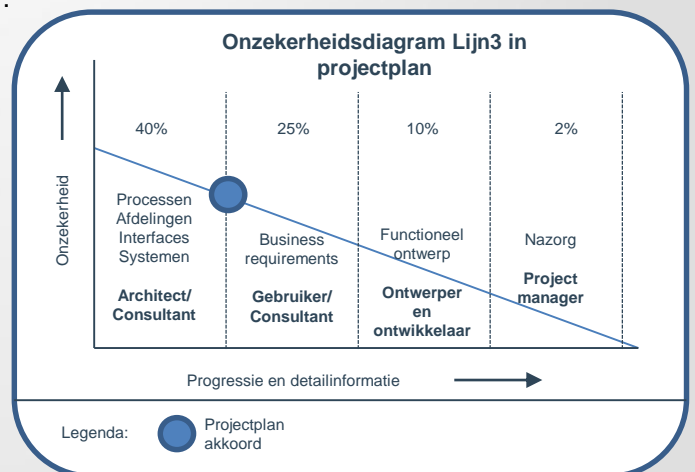 .
Onzekerheidsdiagram Lijn3 in
projectplan
40%
25%
10%
2%
Onzekerheid
Processen
Afdelingen
Interfaces
Systemen
Architect/
Consultant
Business
requirements
Gebruiker/
Consultant
Functioneel
ontwerp
Ontwerper
en
ontwikkelaar
Nazorg
Project
manager
Progressie en detailinformatie
Legenda:
Projectplan
akkoord